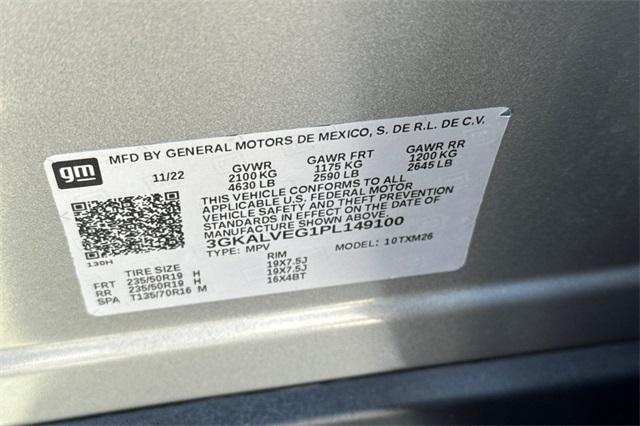 MFD BY GENERAL MOTORS DE MEXICO, S. DE R.L. DE C.V.
gm
11/22 GVWR GAWR FRT GAWR RR
2100 KG 1175 KG 1200 KG
4630 LB 2590 LB 2645 LB
THIS VEHICLE CONFORMS TO ALL
APPLICABLE U.S. FEDERAL MOTOR
VEHICLE SAFETY AND THEFT PREVENTION
STANDARDS IN EFFECT ON THE DATE OF
MANUFACTURE SHOWN ABOVE.
3GKALVEG1PL149100
TYPE: MPV MODEL: 10TXM26
130H
TIRE SIZE RIM
FRT 235/50R19 H 19X7.5J
RR 235/50R19 H 19X7.5J
SPA T135/70R16 M 16X4BT